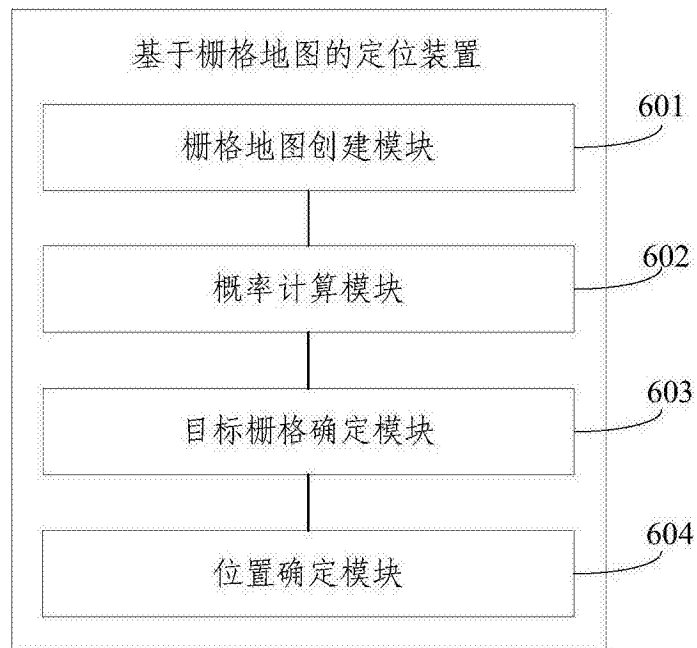 基于栅格地图的定位装置
601
栅格地图创建模块
602
概率计算模块
603
目标栅格确定模块
604
位置确定模块